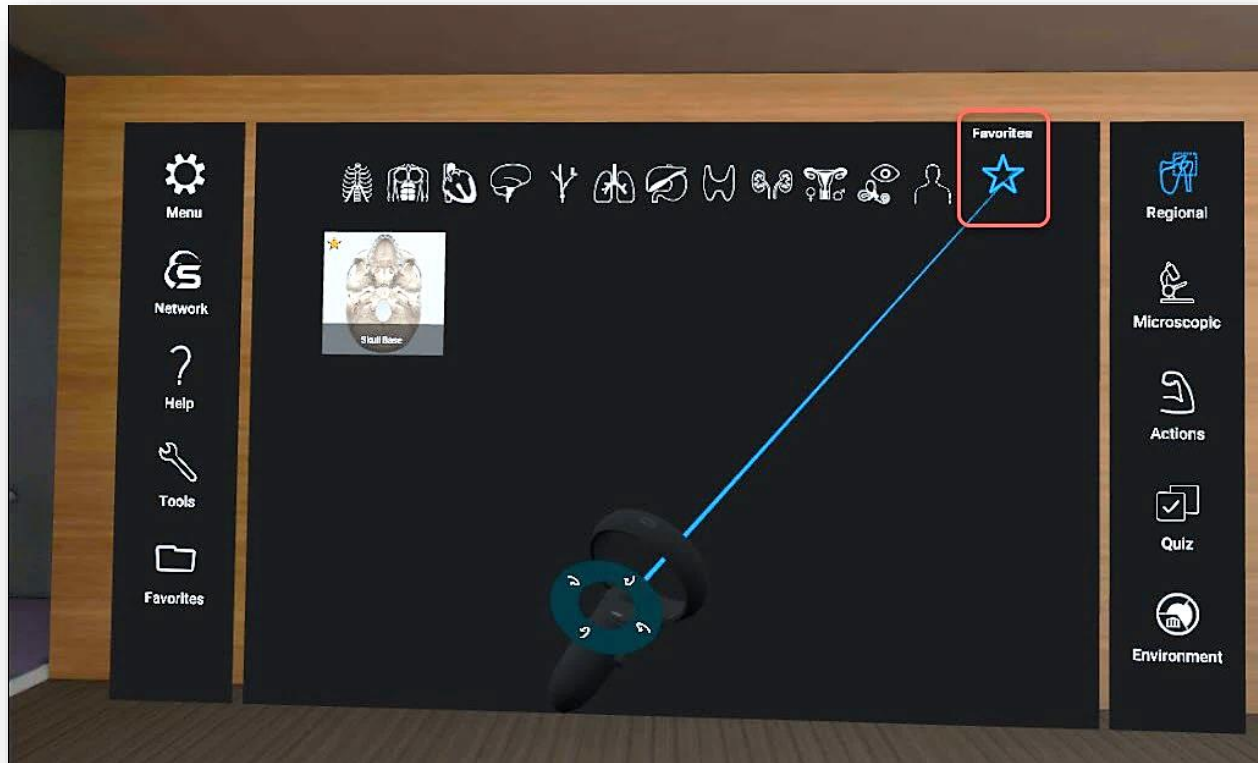 Favorites
Menu
Network
Help
Tools
Favorites
Skull Base
Regional
Microscopic
Actions
Quiz
Environment